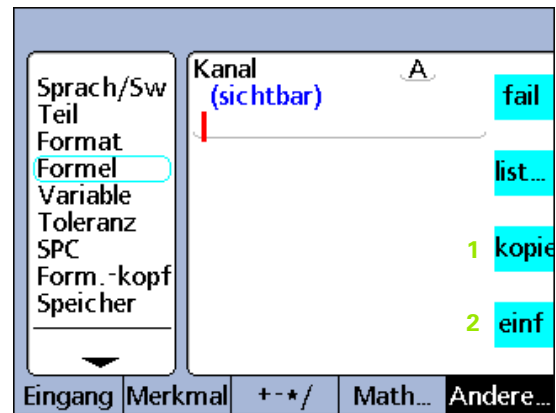 Sprach/Sw
Teil
Format
Formel
Variable
Toleranz
SPC
Form.-kopf
Speicher
Kanal A
(sichtbar)
fail
list...
1 kopie
2 einf
Eingang Merkmal +-*/ Math... Andere...